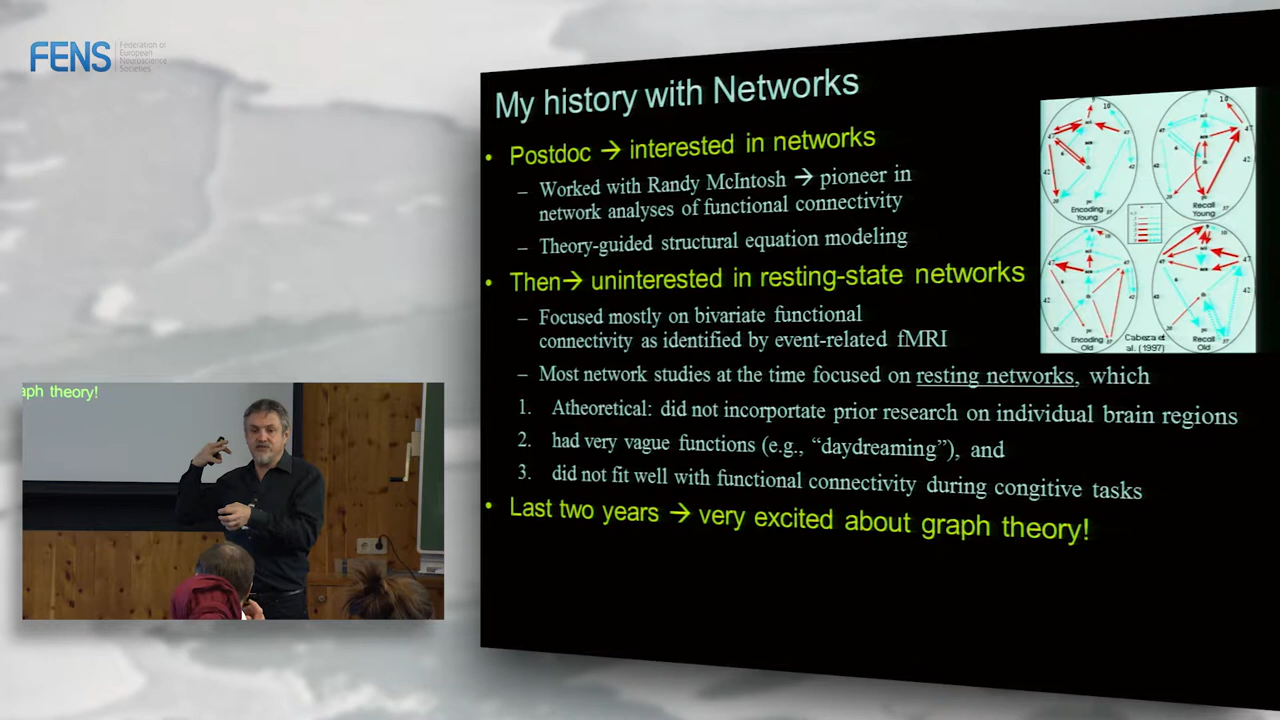 FENS
Federation of
European
Neuroscience
Societies
My history with Networks
• Postdoc → interested in networks
– Worked with Randy McIntosh → pioneer in
network analyses of functional connectivity
– Theory-guided structural equation modeling
• Then→ uninterested in resting-state networks
– Focused mostly on bivariate functional
connectivity as identified by event-related fMRI
– Most network studies at the time focused on resting networks, which
1. Atheoretical: did not incorportate prior research on individual brain regions
2. had very vague functions (e.g., “daydreaming”), and
3. did not fit well with functional connectivity during congitive tasks
• Last two years → very excited about graph theory!
Encoding
Young
Recall
Young
Encoding
Old
Recall
Old
Cabeza et
al. (1997)
aph theory!